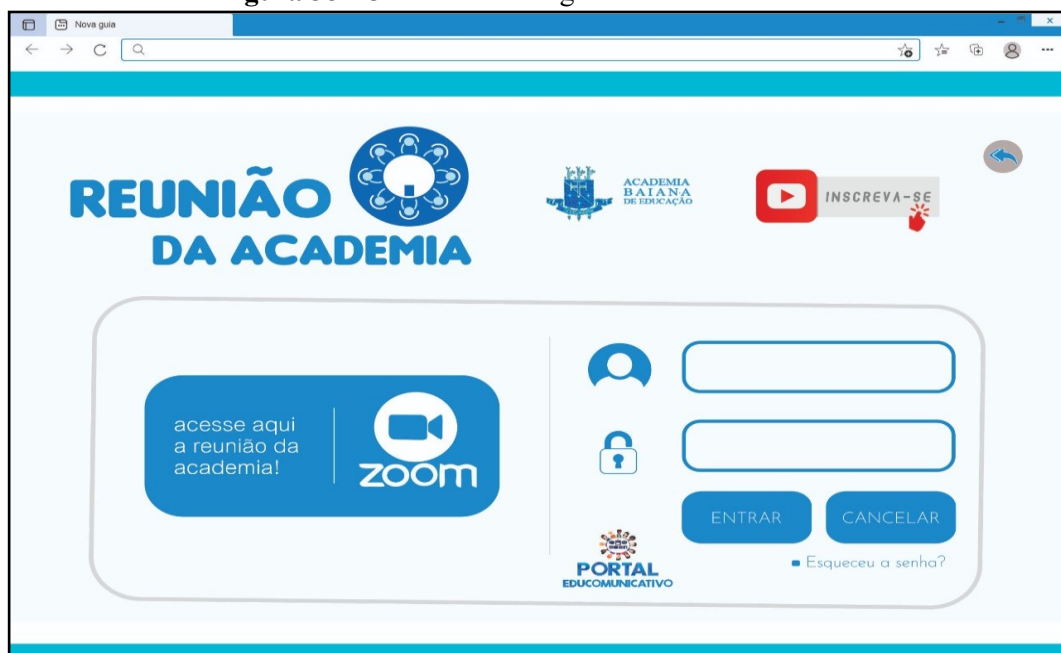 Nova guia
REUNIÃO
DA ACADEMIA
ACADEMIA
BAIANA
DE EDUCAÇÃO
INSCREVA-SE
acesse aqui
a reunião da
academia!
zoom
ENTRAR
CANCELAR
Esqueceu a senha?
PORTAL
EDUCOMUNICATIVO